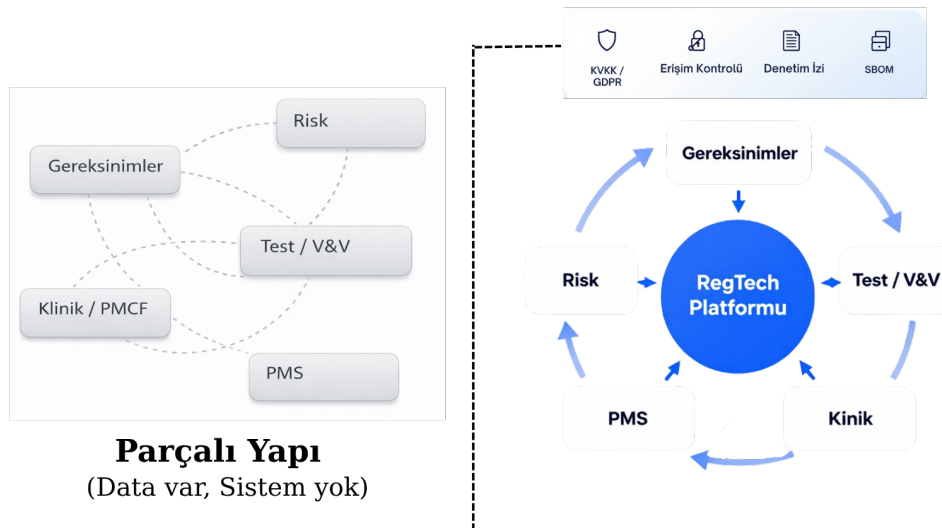 Risk
Gereksinimler
Test / V&V
Klinik / PMCF
PMS
Parçalı Yapı
(Data var, Sistem yok)
KVKK /
GDPR
Erişim Kontrolü
Denetim İzi
SBOM
Gereksinimler
Risk
RegTech
Platformu
Test / V&V
PMS
Kinik